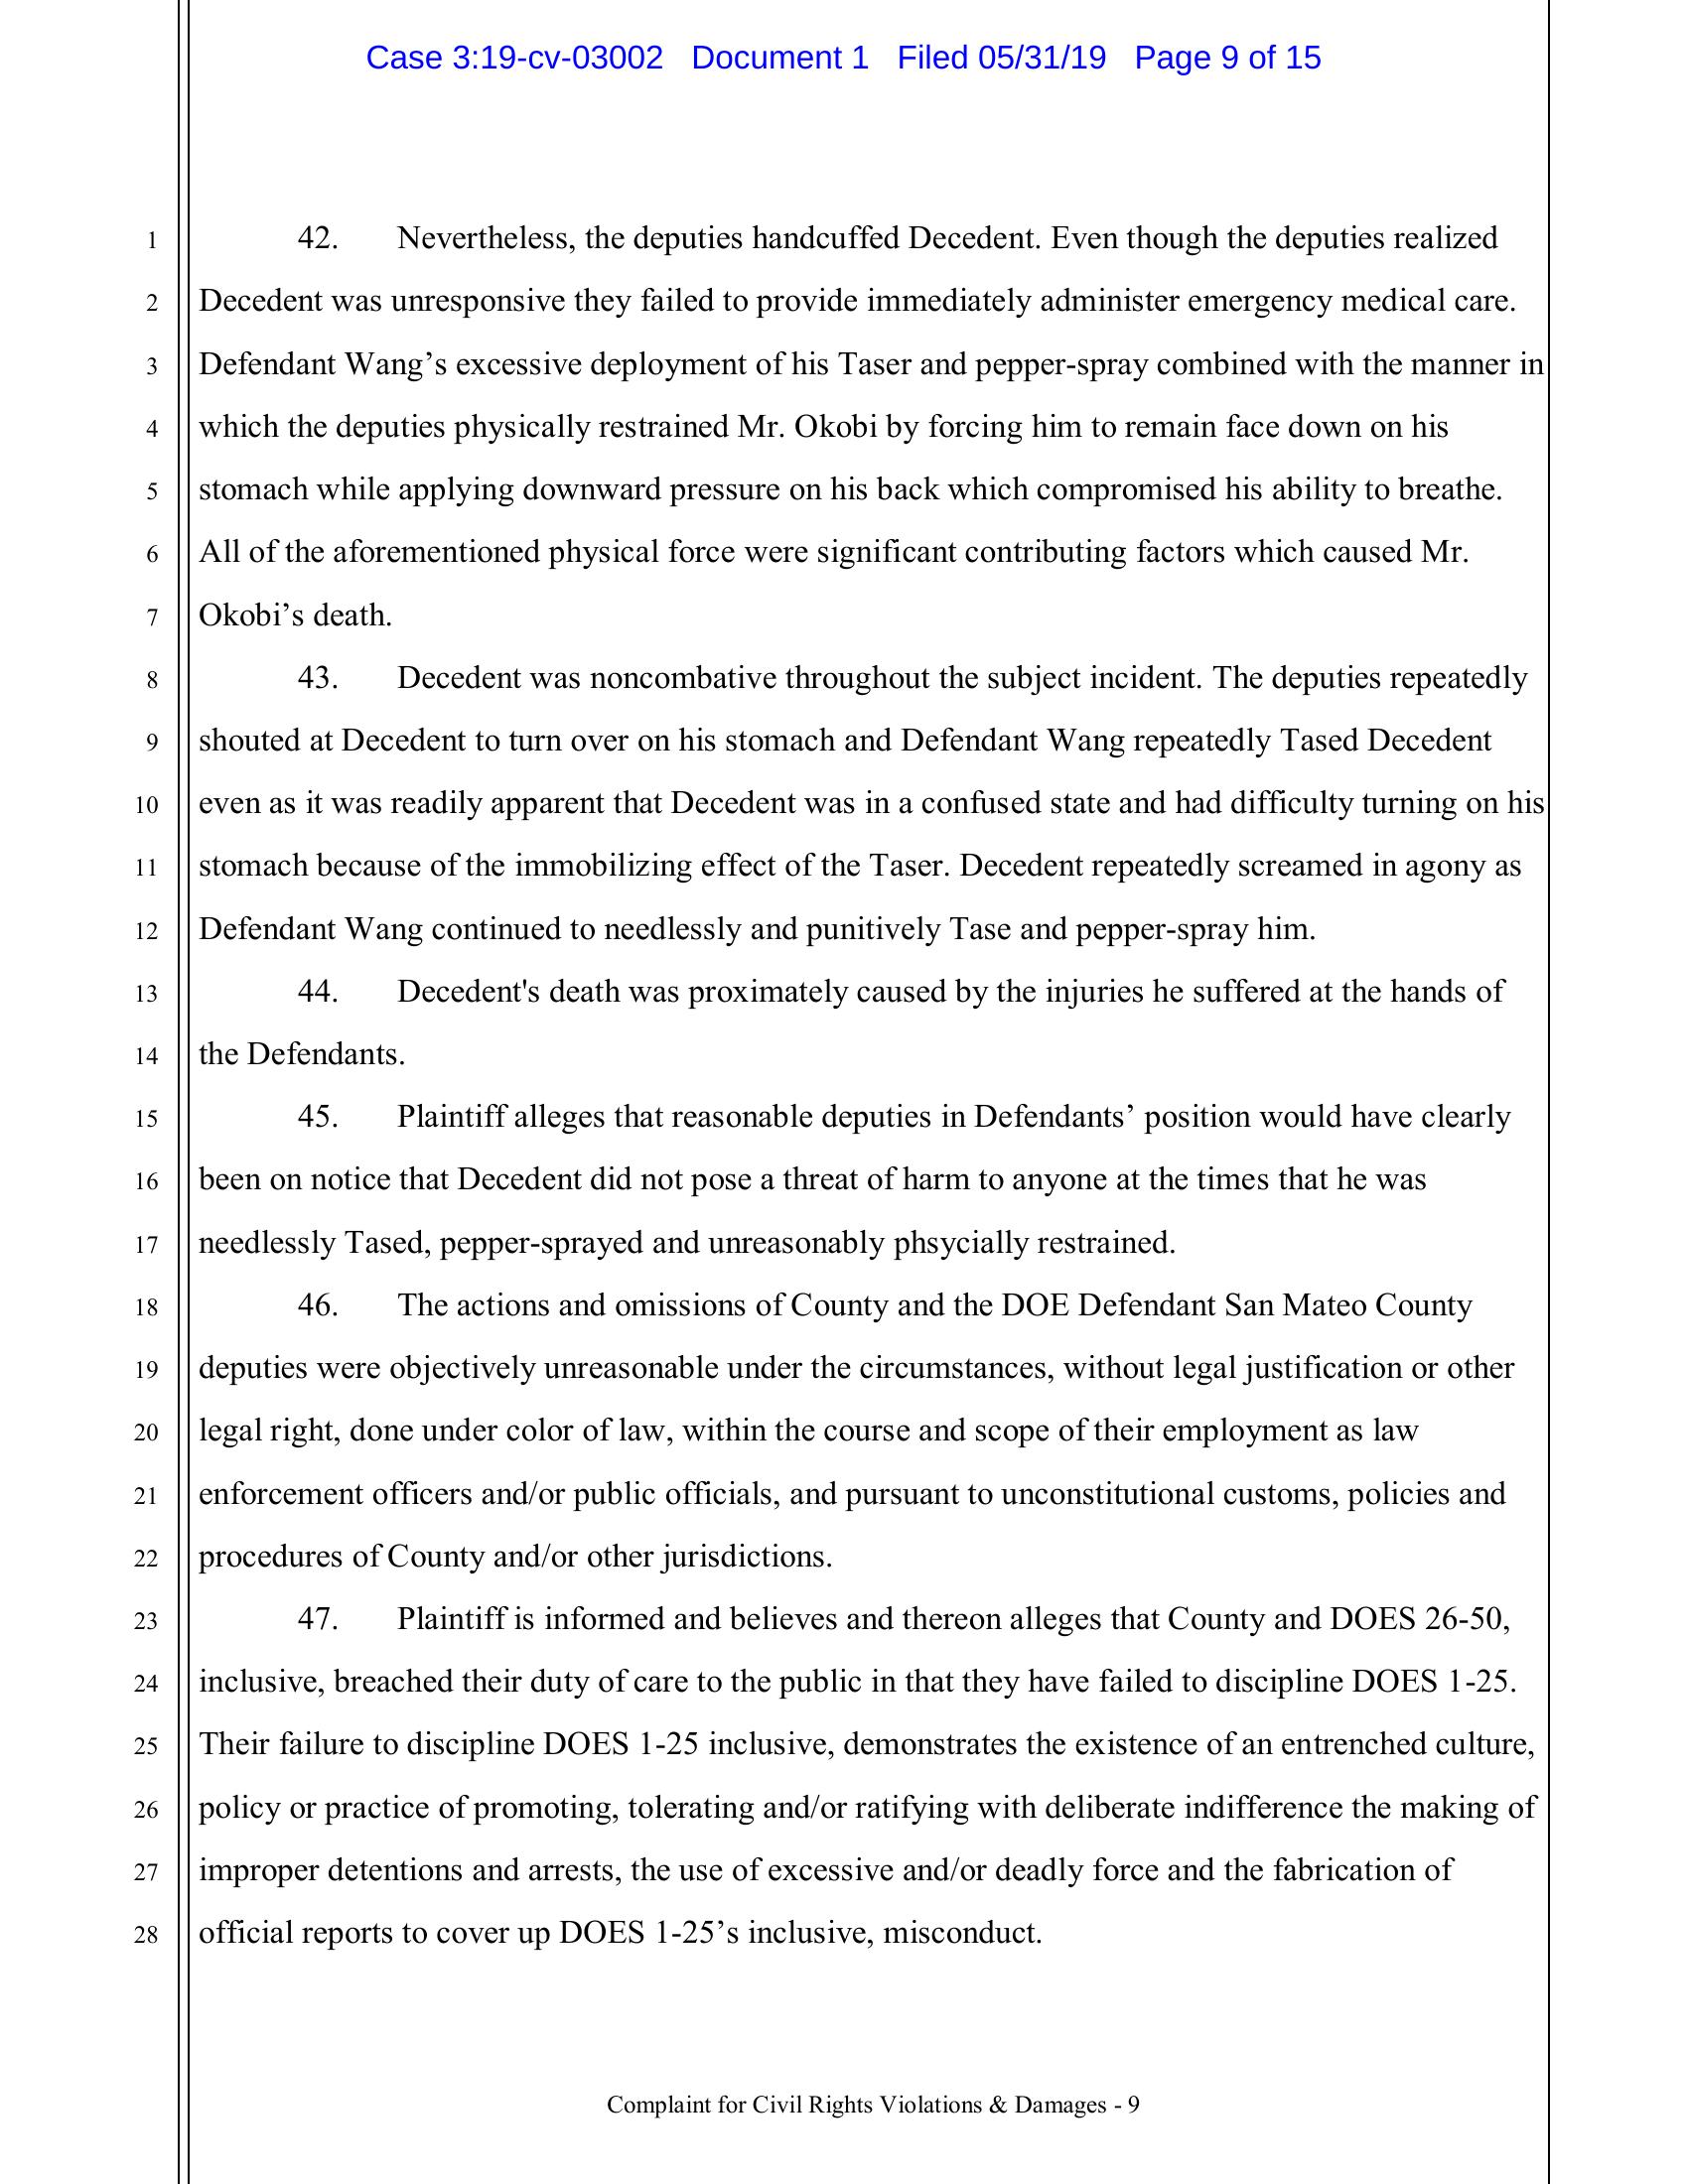 Case 3:19-cv-03002 Document 1 Filed 05/31/19 Page 9 of 15
1 42. Nevertheless, the deputies handcuffed Decedent. Even though the deputies realized
2 Decedent was unresponsive they failed to provide immediately administer emergency medical care.
3 Defendant Wang’s excessive deployment of his Taser and pepper-spray combined with the manner in
4 which the deputies physically restrained Mr. Okobi by forcing him to remain face down on his
5 stomach while applying downward pressure on his back which compromised his ability to breathe.
6 All of the aforementioned physical force were significant contributing factors which caused Mr.
7 Okobi’s death.
8 43. Decedent was noncombative throughout the subject incident. The deputies repeatedly
9 shouted at Decedent to turn over on his stomach and Defendant Wang repeatedly Tased Decedent
10 even as it was readily apparent that Decedent was in a confused state and had difficulty turning on his
11 stomach because of the immobilizing effect of the Taser. Decedent repeatedly screamed in agony as
12 Defendant Wang continued to needlessly and punitively Tase and pepper-spray him.
13 44. Decedent's death was proximately caused by the injuries he suffered at the hands of
14 the Defendants.
15 45. Plaintiff alleges that reasonable deputies in Defendants’ position would have clearly
16 been on notice that Decedent did not pose a threat of harm to anyone at the times that he was
17 needlessly Tased, pepper-sprayed and unreasonably phsycially restrained.
18 46. The actions and omissions of County and the DOE Defendant San Mateo County
19 deputies were objectively unreasonable under the circumstances, without legal justification or other
20 legal right, done under color of law, within the course and scope of their employment as law
21 enforcement officers and/or public officials, and pursuant to unconstitutional customs, policies and
22 procedures of County and/or other jurisdictions.
23 47. Plaintiff is informed and believes and thereon alleges that County and DOES 26-50,
24 inclusive, breached their duty of care to the public in that they have failed to discipline DOES 1-25.
25 Their failure to discipline DOES 1-25 inclusive, demonstrates the existence of an entrenched culture,
26 policy or practice of promoting, tolerating and/or ratifying with deliberate indifference the making of
27 improper detentions and arrests, the use of excessive and/or deadly force and the fabrication of
28 official reports to cover up DOES 1-25’s inclusive, misconduct.
Complaint for Civil Rights Violations & Damages - 9